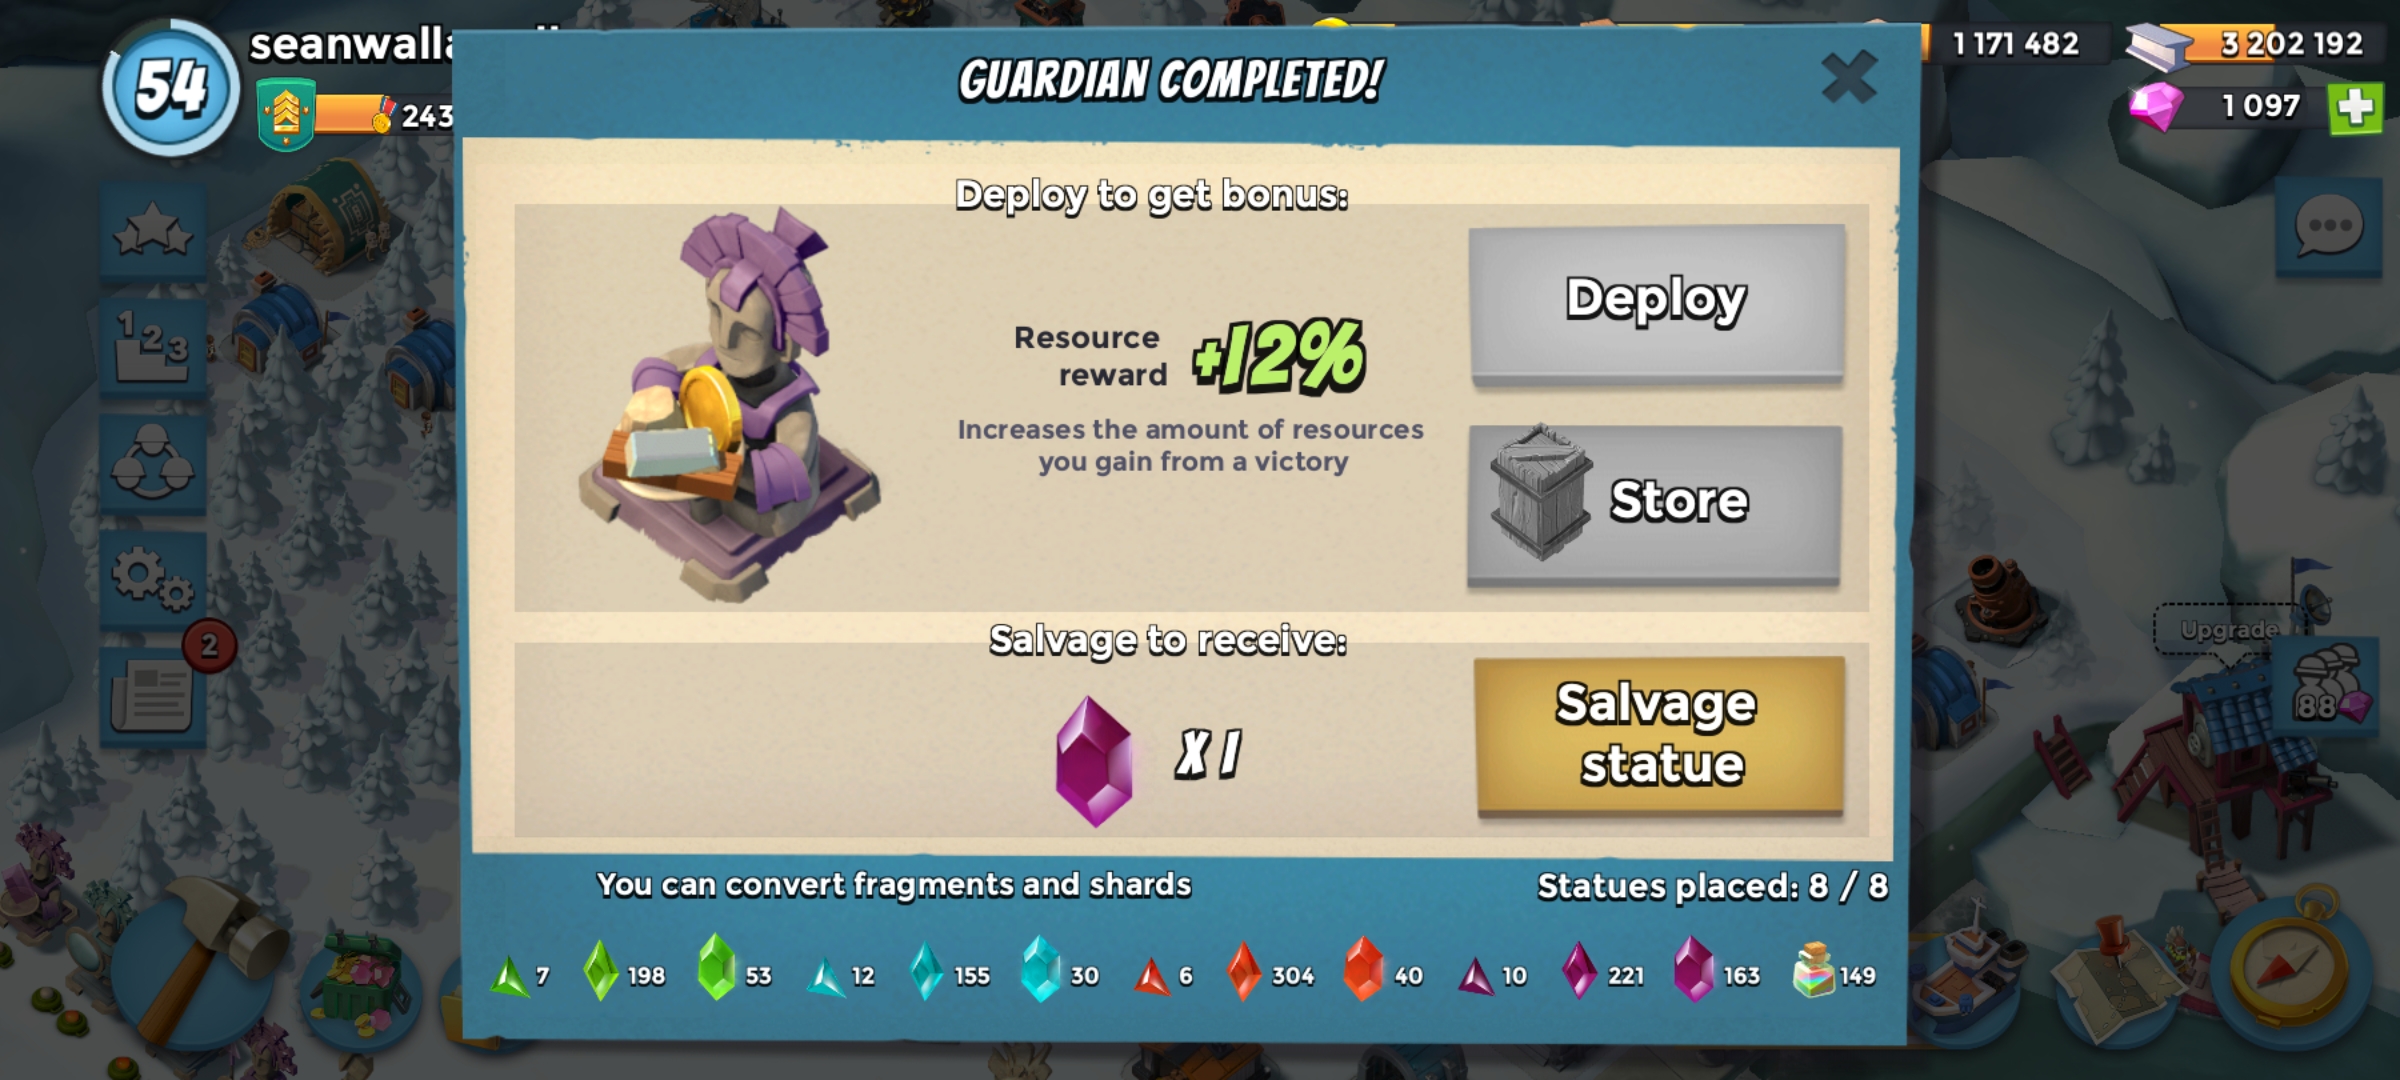 54
243
1 171 482
3 202 192
1 097
GUARDIAN COMPLETED!
Deploy to get bonus:
Resource
reward
+12%
Increases the amount of resources
you gain from a victory
Deploy
Store
Salvage to receive:
X 1
Salvage
statue
You can convert fragments and shards
Statues placed: 8 / 8
7
198
53
12
155
30
6
304
40
10
221
163
149
1 2 3
2
Upgrade
88